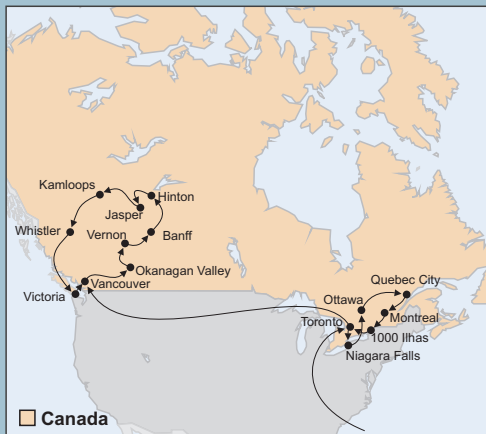 Kamloops
Hinton
Jasper
Whistler
Vernon
Banff
Okanagan Valley
Vancouver
Victoria
Quebec City
Ottawa
Montreal
Toronto
1000 Ilhas
Niagara Falls
Canada